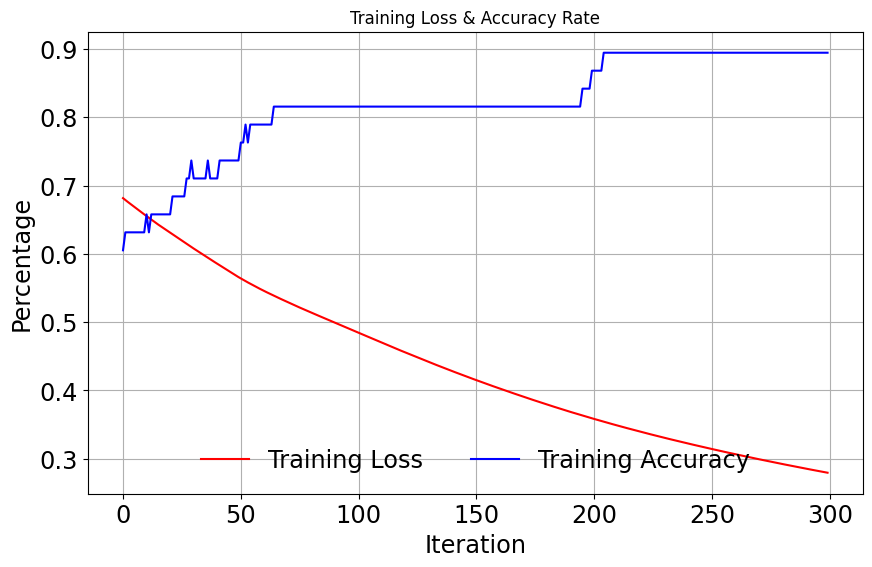 Training Loss & Accuracy Rate
0.9
0.8
0.7
0.6
0.5
0.4
0.3
Percentage
Training Loss
Training Accuracy
0 50 100 150 200 250 300
Iteration